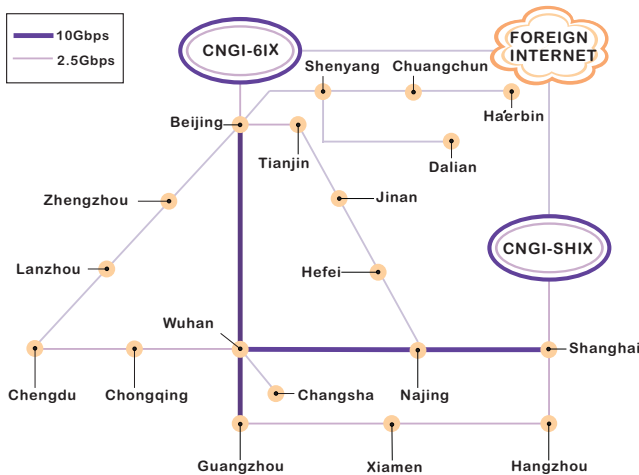 10Gbps
2.5Gbps
CNGI-6IX
FOREIGN
INTERNET
Shenyang
Chuangchun
Haerbin
Beijing
Tianjin
Dalian
Zhengzhou
Jinan
CNGI-SHIX
Lanzhou
Hefei
Wuhan
Shanghai
Chengdu
Chongqing
Changsha
Najing
Guangzhou
Xiamen
Hangzhou